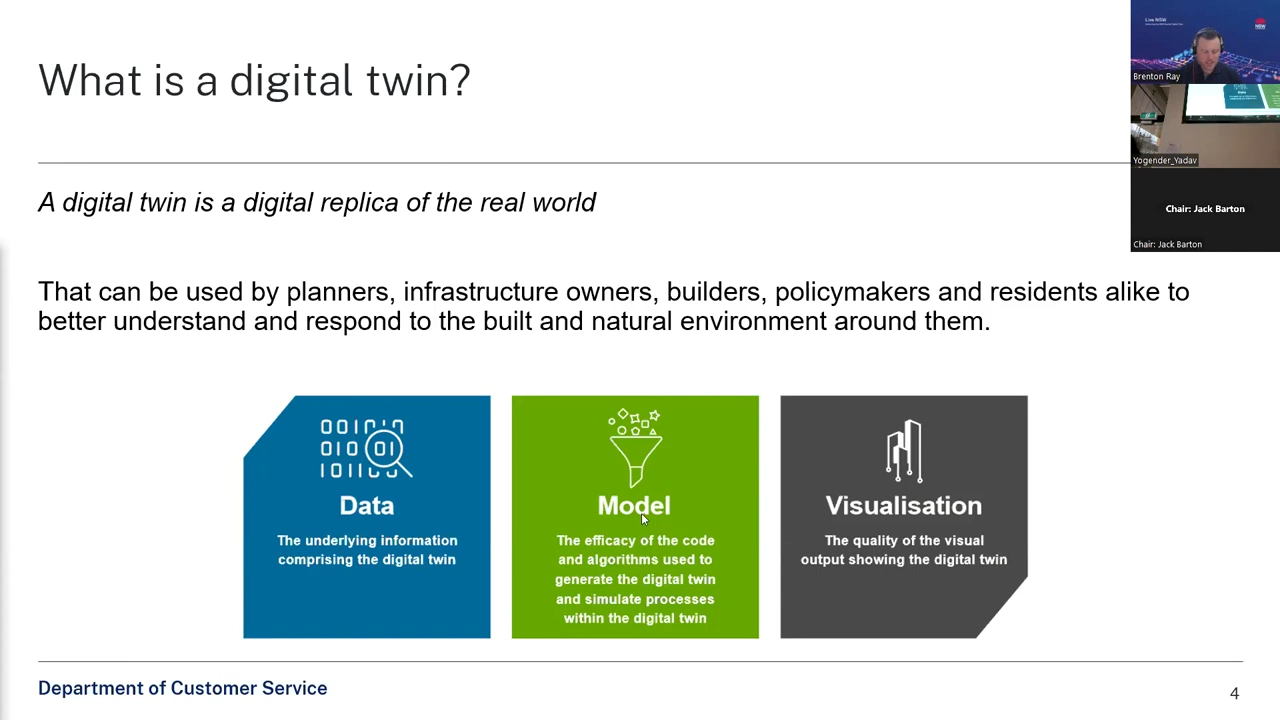 What is a digital twin?
A digital twin is a digital replica of the real world
That can be used by planners, infrastructure owners, builders, policymakers and residents alike to
better understand and respond to the built and natural environment around them.
Data
The underlying information
comprising the digital twin
Model
The efficacy of the code
and algorithms used to
generate the digital twin
and simulate processes
within the digital twin
Visualisation
The quality of the visual
output showing the digital twin
Department of Customer Service
4
Live NSW
NSW
Brenton Ray
Yogender_Yadav
Chair: Jack Barton
Chair: Jack Barton